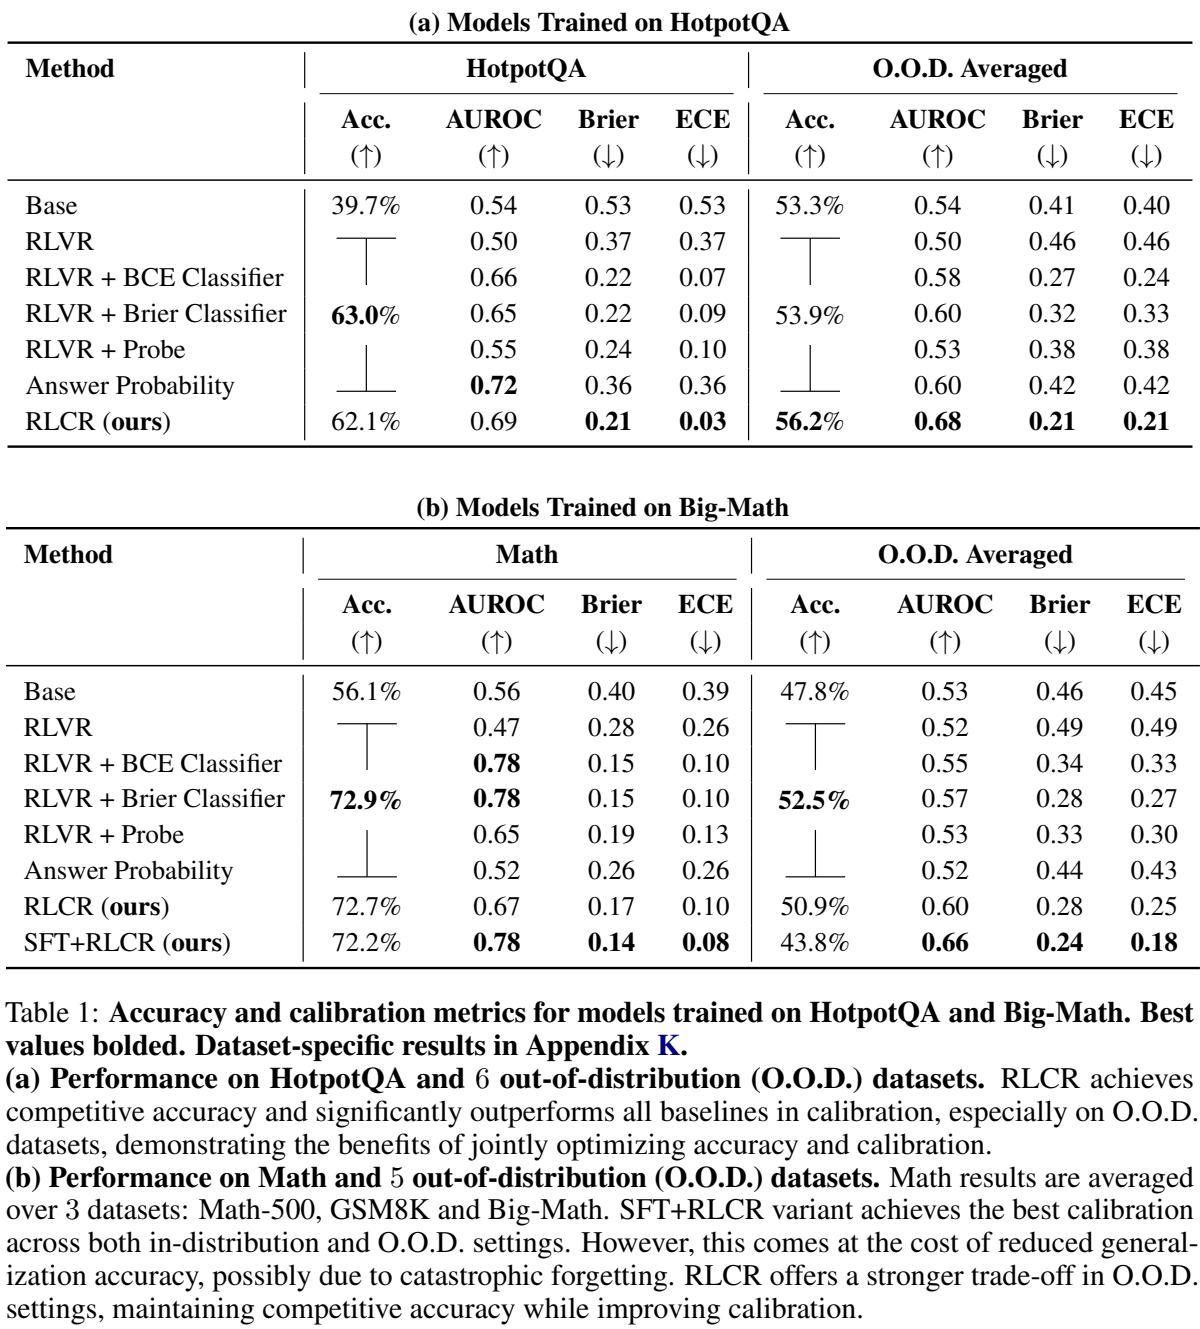 (a) Models Trained on HotpotQA
Method HotpotQA O.O.D. Averaged
Acc. AUROC Brier ECE Acc. AUROC Brier ECE
(↑) (↑) (↓) (↓) (↑) (↑) (↓) (↓)
Base 39.7% 0.54 0.53 0.53 53.3% 0.54 0.41 0.40
RLVR 0.50 0.37 0.37 0.50 0.46 0.46
RLVR + BCE Classifier 0.66 0.22 0.07 0.58 0.27 0.24
RLVR + Brier Classifier 63.0% 0.65 0.22 0.09 53.9% 0.60 0.32 0.33
RLVR + Probe 0.55 0.24 0.10 0.53 0.38 0.38
Answer Probability 0.72 0.36 0.36 0.60 0.42 0.42
RLCR (ours) 62.1% 0.69 0.21 0.03 56.2% 0.68 0.21 0.21
(b) Models Trained on Big-Math
Method Math O.O.D. Averaged
Acc. AUROC Brier ECE Acc. AUROC Brier ECE
(↑) (↑) (↓) (↓) (↑) (↑) (↓) (↓)
Base 56.1% 0.56 0.40 0.39 47.8% 0.53 0.46 0.45
RLVR 0.47 0.28 0.26 0.52 0.49 0.49
RLVR + BCE Classifier 0.78 0.15 0.10 0.55 0.34 0.33
RLVR + Brier Classifier 72.9% 0.78 0.15 0.10 52.5% 0.57 0.28 0.27
RLVR + Probe 0.65 0.19 0.13 0.53 0.33 0.30
Answer Probability 0.52 0.26 0.26 0.52 0.44 0.43
RLCR (ours) 72.7% 0.67 0.17 0.10 50.9% 0.60 0.28 0.25
SFT+RLCR (ours) 72.2% 0.78 0.14 0.08 43.8% 0.66 0.24 0.18
Table 1: Accuracy and calibration metrics for models trained on HotpotQA and Big-Math. Best
values bolded. Dataset-specific results in Appendix K.
(a) Performance on HotpotQA and 6 out-of-distribution (O.O.D.) datasets. RLCR achieves
competitive accuracy and significantly outperforms all baselines in calibration, especially on O.O.D.
datasets, demonstrating the benefits of jointly optimizing accuracy and calibration.
(b) Performance on Math and 5 out-of-distribution (O.O.D.) datasets. Math results are averaged
over 3 datasets: Math-500, GSM8K and Big-Math. SFT+RLCR variant achieves the best calibration
across both in-distribution and O.O.D. settings. However, this comes at the cost of reduced general-
ization accuracy, possibly due to catastrophic forgetting. RLCR offers a stronger trade-off in O.O.D.
settings, maintaining competitive accuracy while improving calibration.